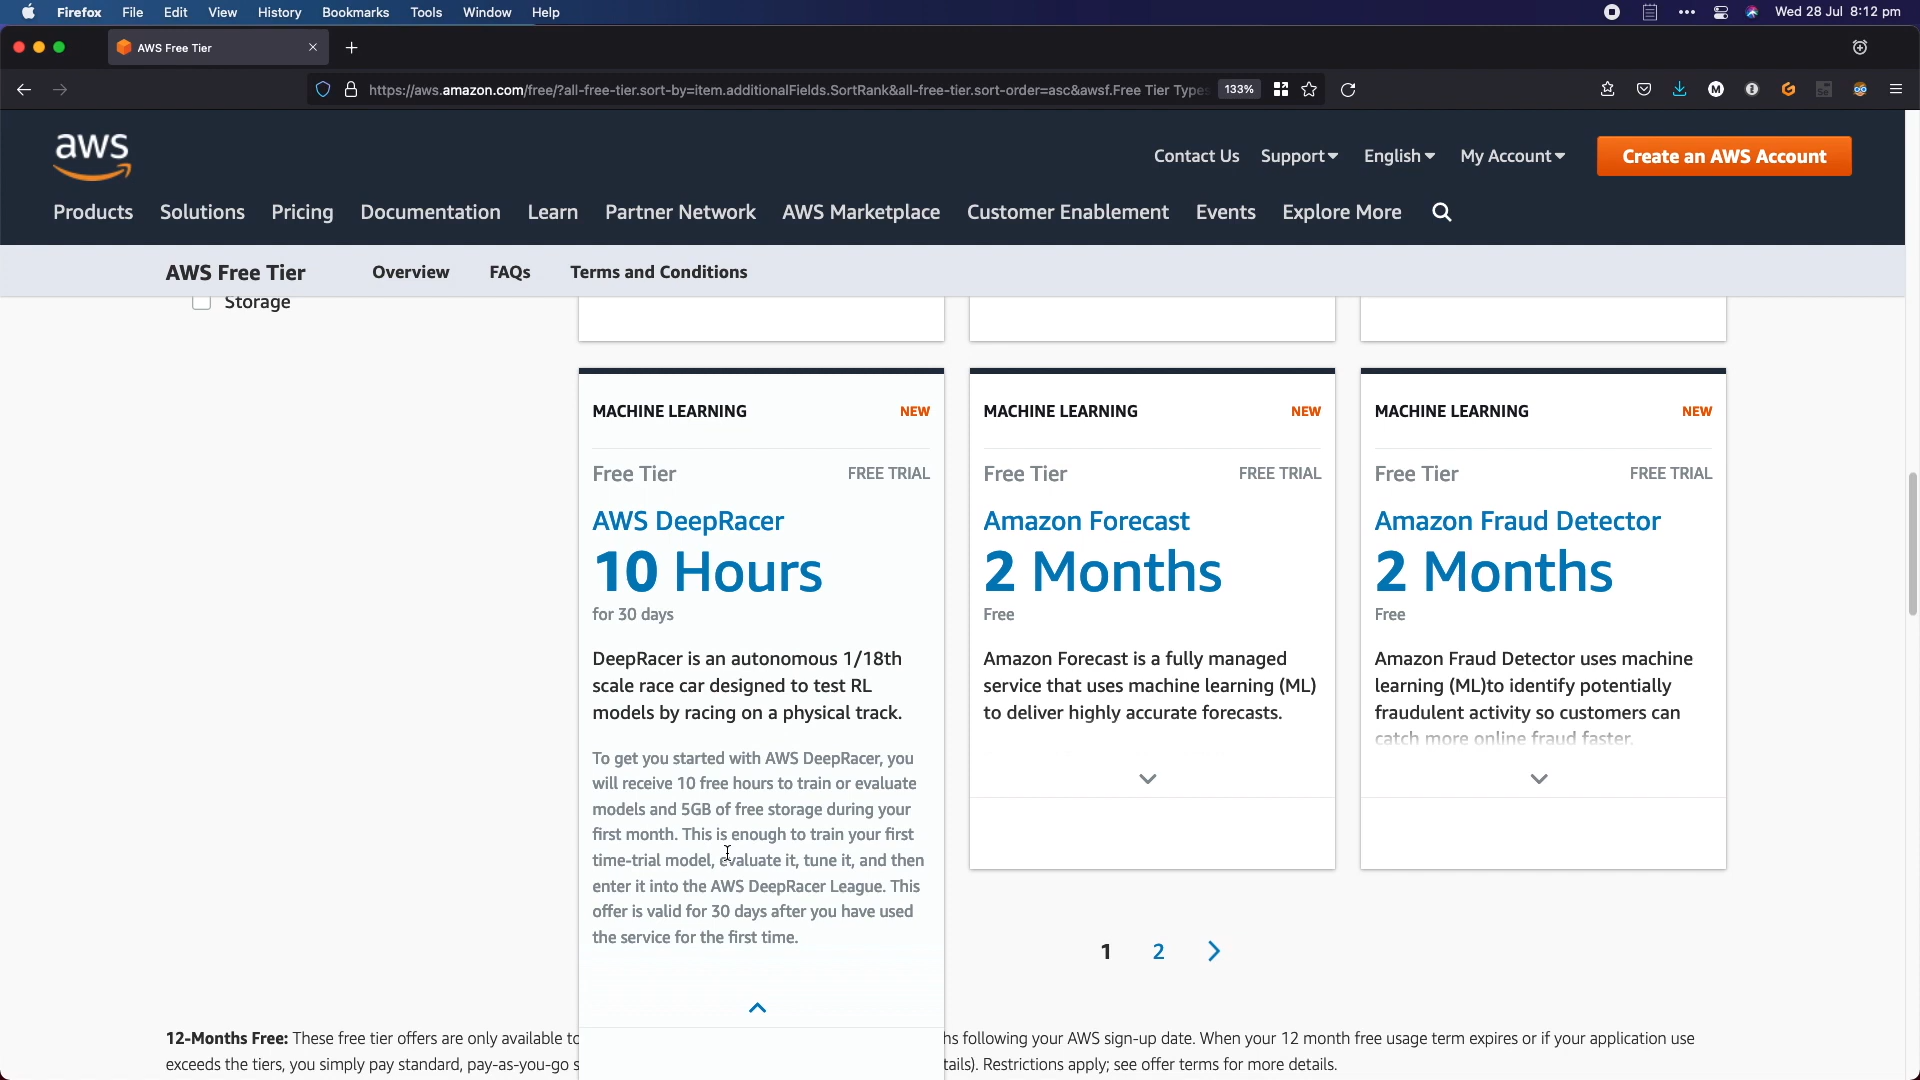 Firefox File Edit View History Bookmarks Tools Window Help
Wed 28 Jul 8:12 pm
AWS Free Tier
https://aws.amazon.com/free/?all-free-tier.sort-by=item.additionalFields.SortRank&all-free-tier.sort-order=asc&awsf.Free Tier Types
133%
aws
Contact Us Support English My Account Create an AWS Account
Products Solutions Pricing Documentation Learn Partner Network AWS Marketplace Customer Enablement Events Explore More
AWS Free Tier Overview FAQs Terms and Conditions
Storage
MACHINE LEARNING NEW
Free Tier FREE TRIAL
AWS DeepRacer
10 Hours
for 30 days
DeepRacer is an autonomous 1/18th
scale race car designed to test RL
models by racing on a physical track.
To get you started with AWS DeepRacer, you
will receive 10 free hours to train or evaluate
models and 5GB of free storage during your
first month. This is enough to train your first
time-trial model, evaluate it, tune it, and then
enter it into the AWS DeepRacer League. This
offer is valid for 30 days after you have used
the service for the first time.
MACHINE LEARNING NEW
Free Tier FREE TRIAL
Amazon Forecast
2 Months
Free
Amazon Forecast is a fully managed
service that uses machine learning (ML)
to deliver highly accurate forecasts.
MACHINE LEARNING NEW
Free Tier FREE TRIAL
Amazon Fraud Detector
2 Months
Free
Amazon Fraud Detector uses machine
learning (ML)to identify potentially
fraudulent activity so customers can
catch more online fraud faster.
1 2
12-Months Free: These free tier offers are only available to hs following your AWS sign-up date. When your 12 month free usage term expires or if your application use
exceeds the tiers, you simply pay standard, pay-as-you-go s tails). Restrictions apply; see offer terms for more details.